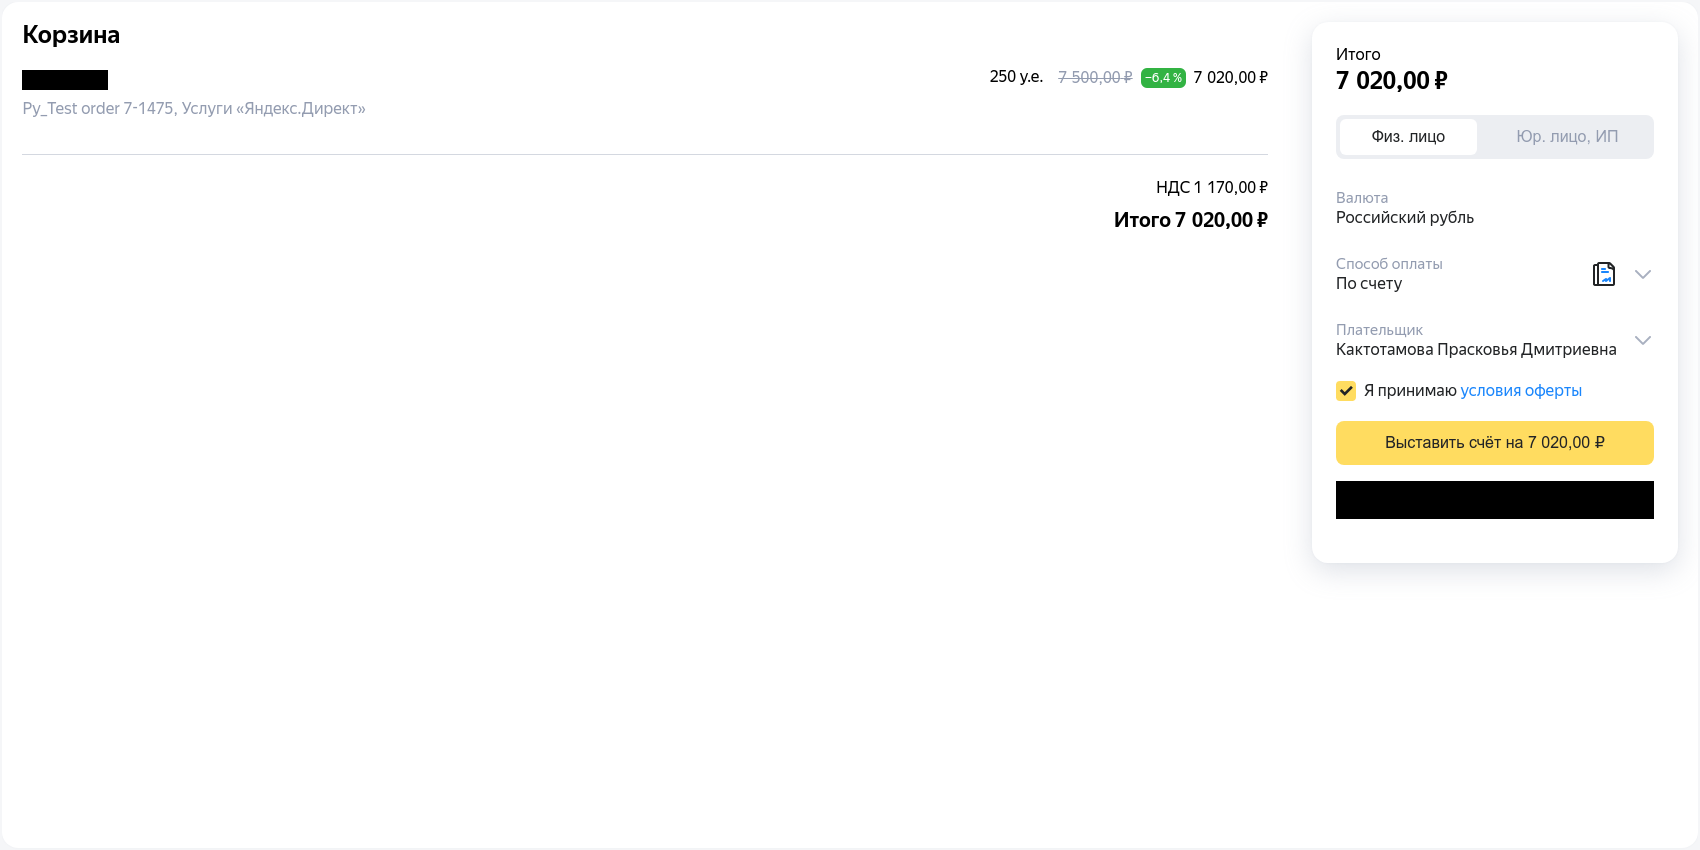 Корзина
250 у.е. 7 500,00 ₽ −6,4 % 7 020,00 ₽
Py_Test order 7-1475, Услуги «Яндекс.Директ»
НДС 1 170,00 ₽
Итого 7 020,00 ₽
Итого
7 020,00 ₽
Физ. лицо Юр. лицо, ИП
Валюта
Российский рубль
Способ оплаты
По счету
Плательщик
Кактотамова Прасковья Дмитриевна
Я принимаю условия оферты
Выставить счёт на 7 020,00 ₽